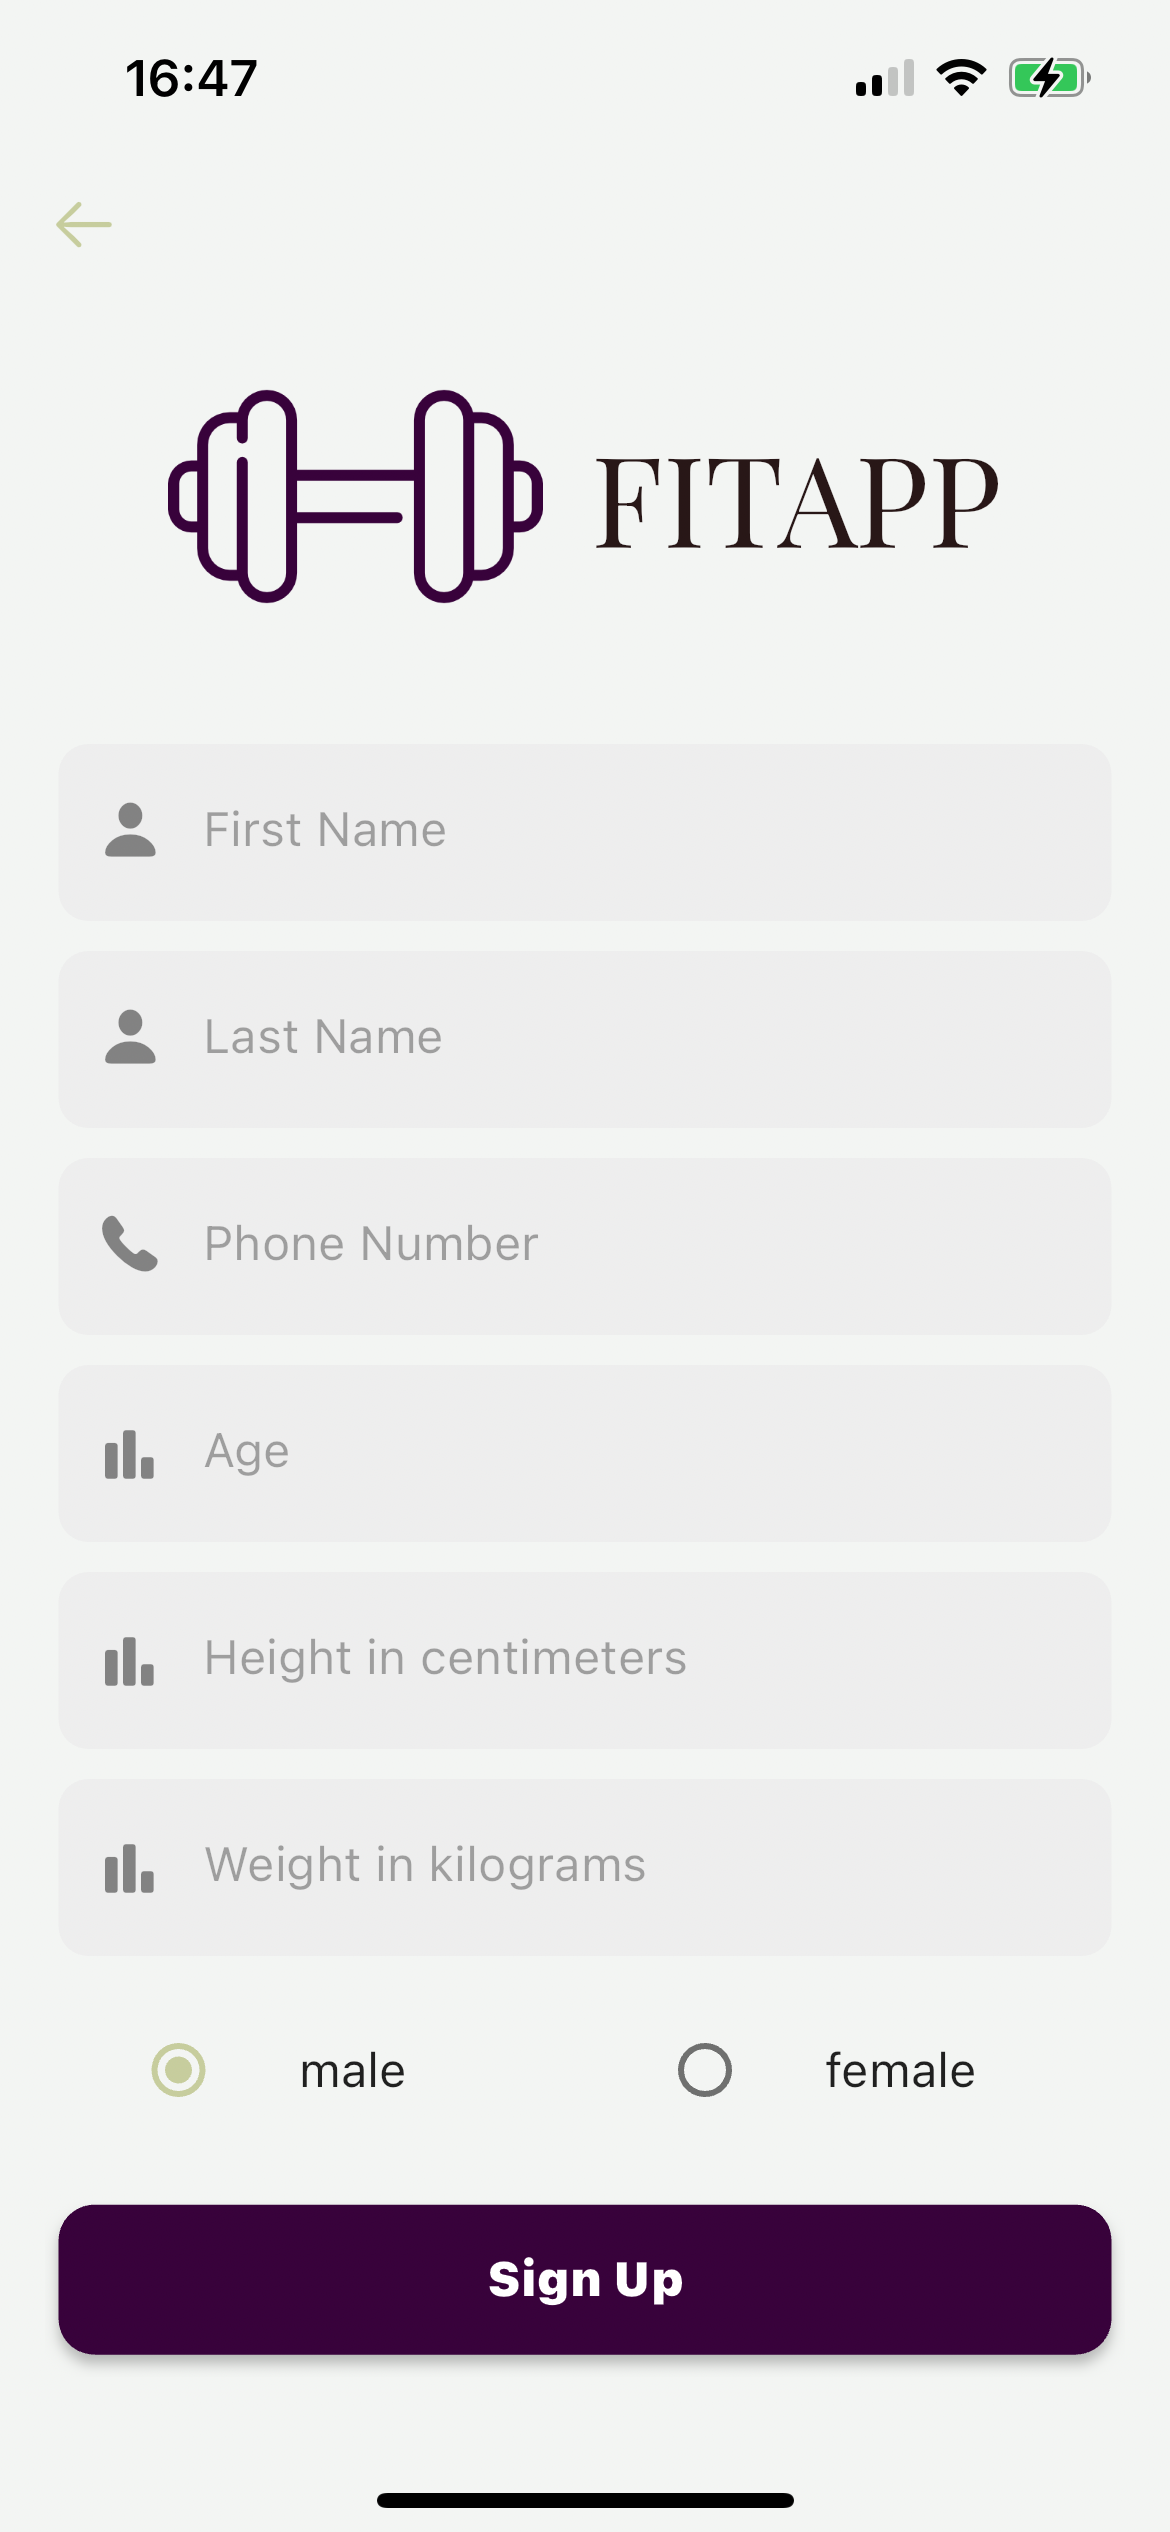 16:47
FITAPP
First Name
Last Name
Phone Number
Age
Height in centimeters
Weight in kilograms
male female
Sign Up